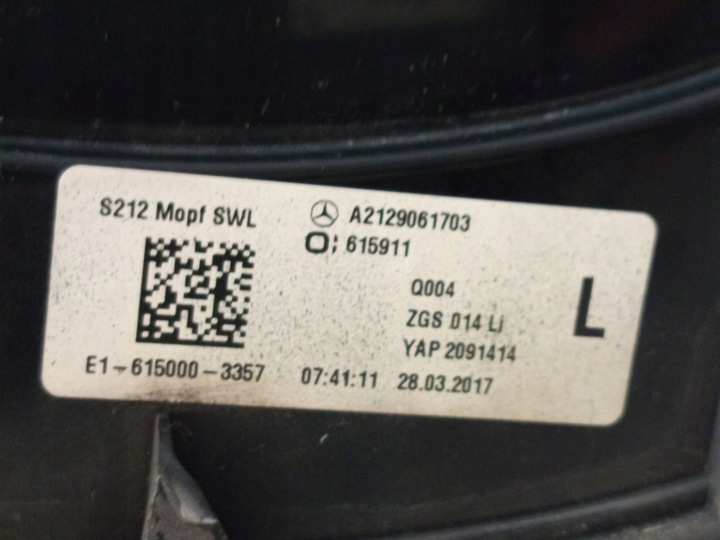 S212 Mopf SWL
A2129061703
O: 615911
Q004
ZGS 014 Li
YAP 2091414
L
E1-615000-3357
07:41:11 28.03.2017